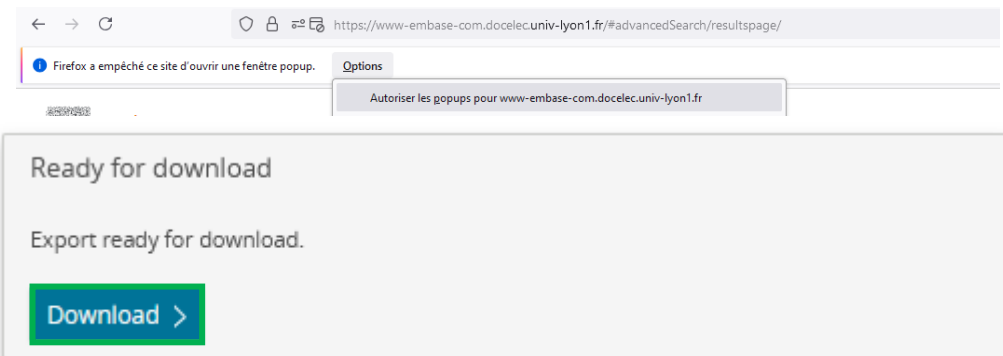 https://www-embase-com.docelec.univ-lyon1.fr/#advancedSearch/resultspage/
Firefox a empêché ce site d'ouvrir une fenêtre popup. Options
Autoriser les popups pour www-embase-com.docelec.univ-lyon1.fr
Ready for download
Export ready for download.
Download >